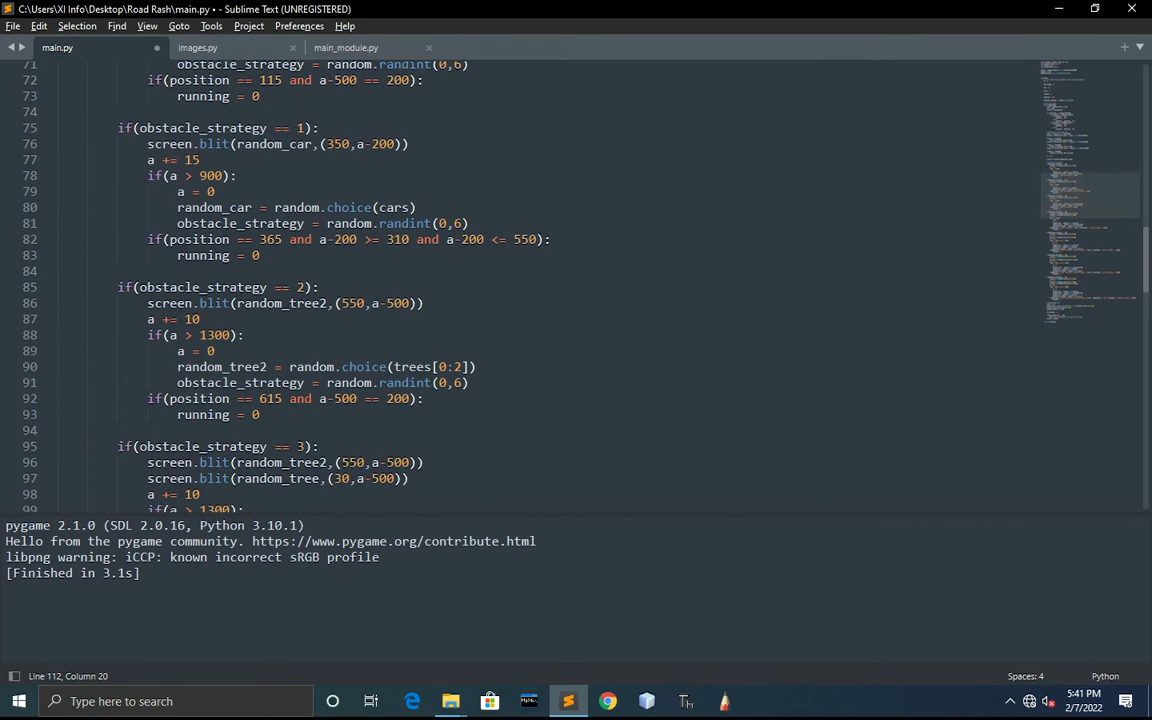 C:\Users\XI Info\Desktop\Road Rash\main.py • - Sublime Text (UNREGISTERED)
File Edit Selection Find View Goto Tools Project Preferences Help
main.py images.py main_module.py
71 obstacle_strategy = random.randint(0,6)
72 if(position == 115 and a-500 == 200):
73 running = 0
74
75 if(obstacle_strategy == 1):
76 screen.blit(random_car,(350,a-200))
77 a += 15
78 if(a > 900):
79 a = 0
80 random_car = random.choice(cars)
81 obstacle_strategy = random.randint(0,6)
82 if(position == 365 and a-200 >= 310 and a-200 <= 550):
83 running = 0
84
85 if(obstacle_strategy == 2):
86 screen.blit(random_tree2,(550,a-500))
87 a += 10
88 if(a > 1300):
89 a = 0
90 random_tree2 = random.choice(trees[0:2])
91 obstacle_strategy = random.randint(0,6)
92 if(position == 615 and a-500 == 200):
93 running = 0
94
95 if(obstacle_strategy == 3):
96 screen.blit(random_tree2,(550,a-500))
97 screen.blit(random_tree,(30,a-500))
98 a += 10
99 if(a > 1300):
pygame 2.1.0 (SDL 2.0.16, Python 3.10.1)
Hello from the pygame community. https://www.pygame.org/contribute.html
libpng warning: iCCP: known incorrect sRGB profile
[Finished in 3.1s]
Line 112, Column 20 Spaces: 4 Python
Type here to search
MySQL
Th
5:41 PM
2/7/2022